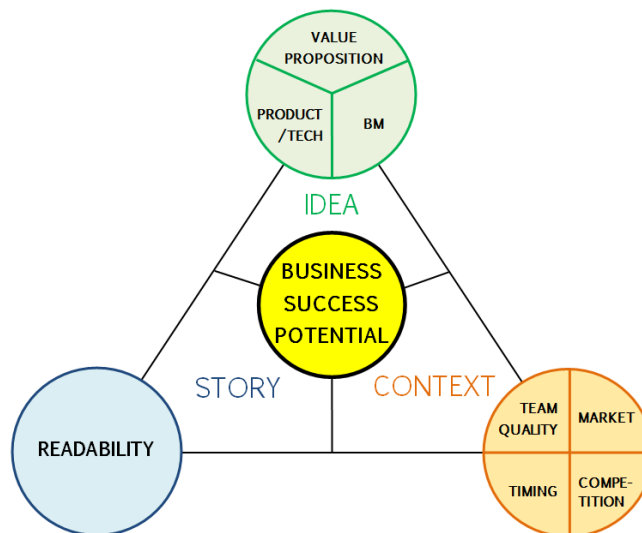 VALUE
PROPOSITION
PRODUCT
/TECH
BM
IDEA
BUSINESS
SUCCESS
POTENTIAL
STORY
CONTEXT
READABILITY
TEAM
QUALITY
MARKET
TIMING
COMPE-
TITION